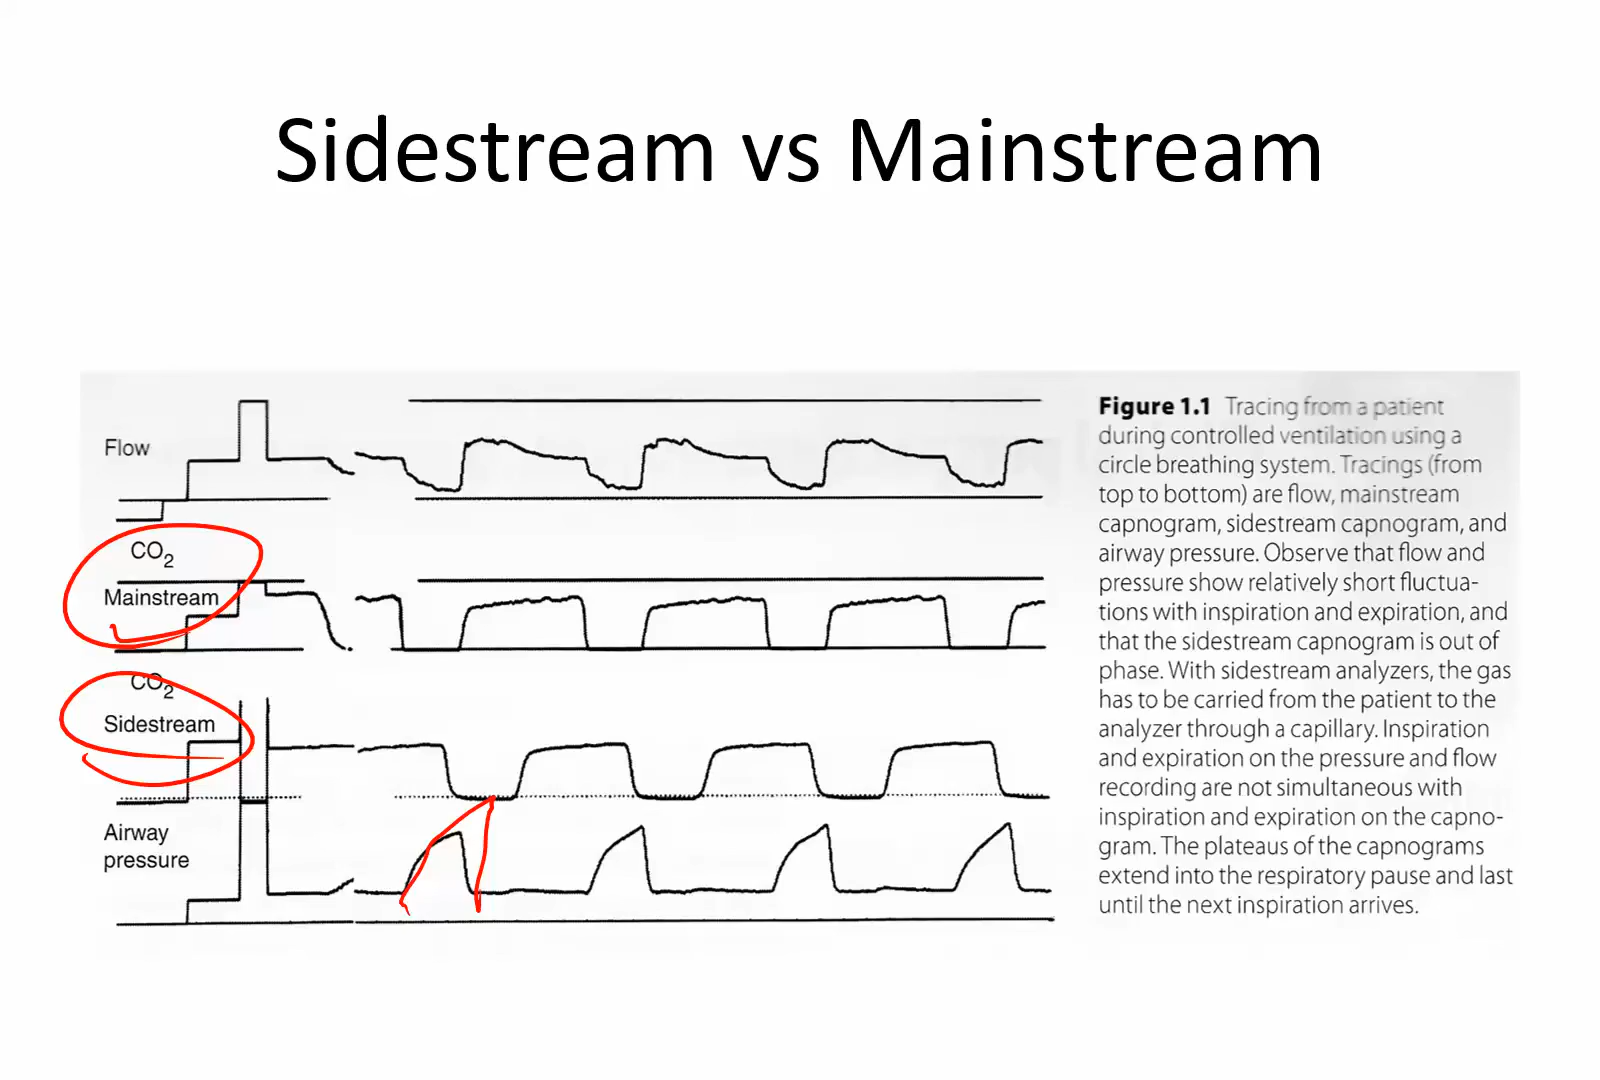 Sidestream vs Mainstream
Flow
CO2
Mainstream
CO2
Sidestream
Airway
pressure
Figure 1.1 Tracing from a patient
during controlled ventilation using a
circle breathing system. Tracings (from
top to bottom) are flow, mainstream
capnogram, sidestream capnogram, and
airway pressure. Observe that flow and
pressure show relatively short fluctua-
tions with inspiration and expiration, and
that the sidestream capnogram is out of
phase. With sidestream analyzers, the gas
has to be carried from the patient to the
analyzer through a capillary. Inspiration
and expiration on the pressure and flow
recording are not simultaneous with
inspiration and expiration on the capno-
gram. The plateaus of the capnograms
extend into the respiratory pause and last
until the next inspiration arrives.